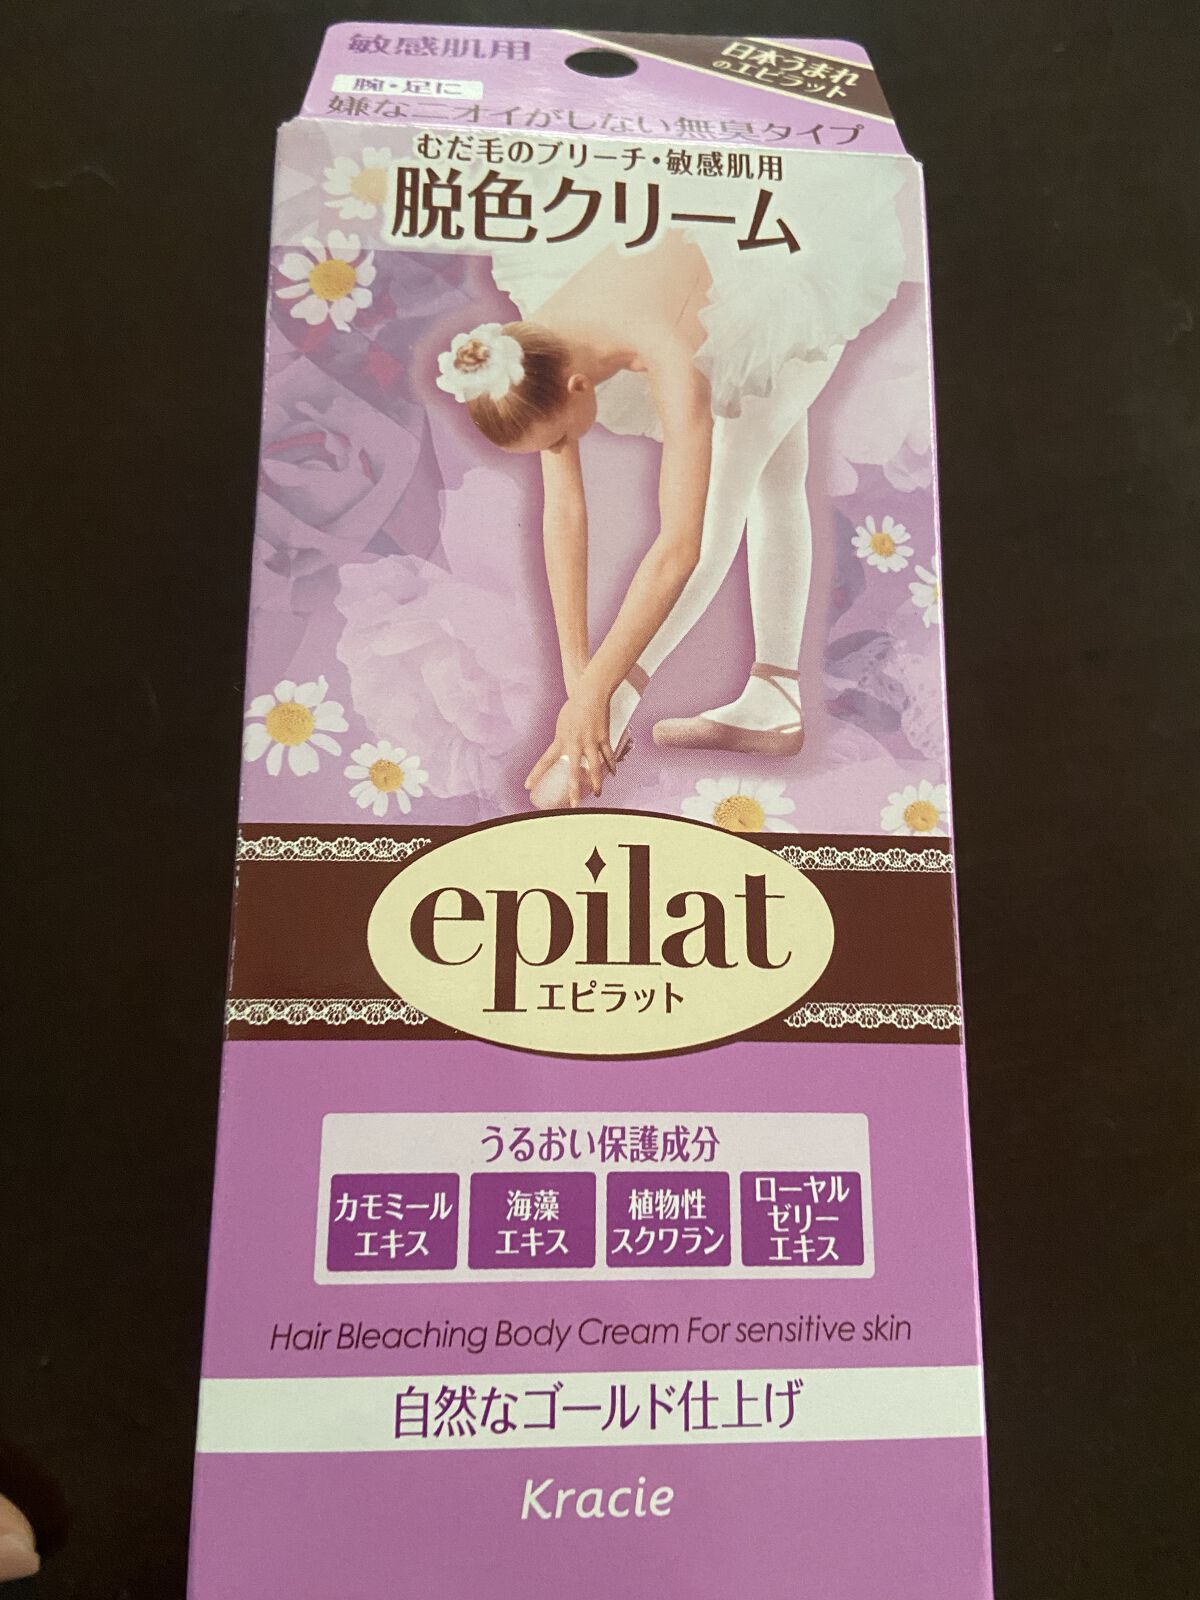 敏感肌用
日本うまれ
のエピラット
腕・足に
嫌なニオイがしない無臭タイプ
むだ毛のブリーチ・敏感肌用
脱色クリーム
epilat
エピラット
うるおい保護成分
カモミール
エキス
海藻
エキス
植物性
スクワラン
ローヤル
ゼリー
エキス
Hair Bleaching Body Cream For sensitive skin
自然なゴールド仕上げ
Kracie